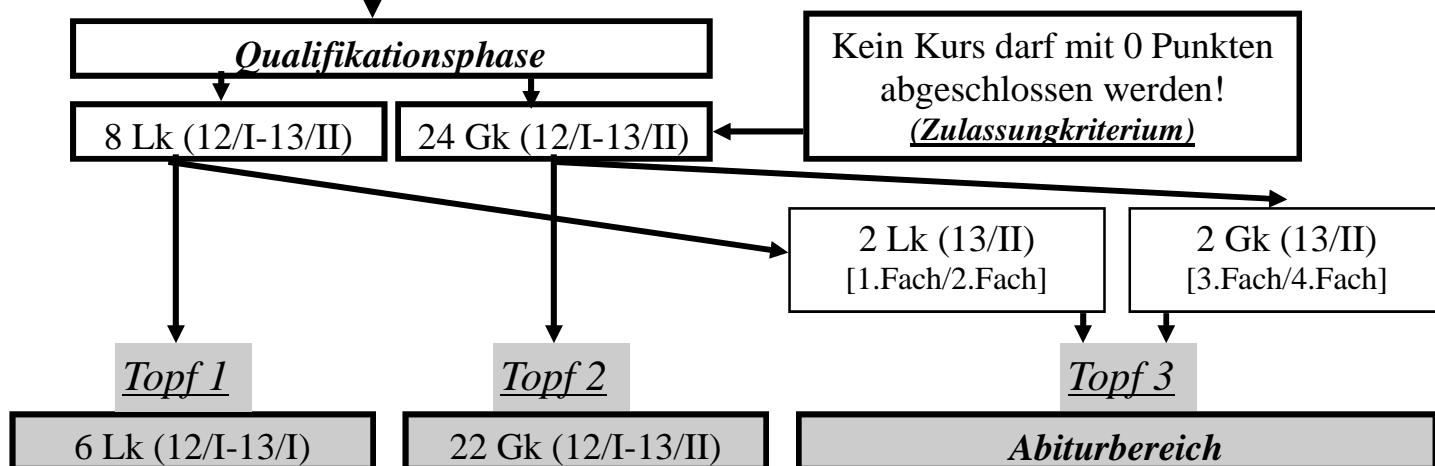 Qualifikationsphase
Kein Kurs darf mit 0 Punkten
abgeschlossen werden!
(Zulassungkriterium)
8 Lk (12/I-13/II)
24 Gk (12/I-13/II)
2 Lk (13/II)
[1.Fach/2.Fach]
2 Gk (13/II)
[3.Fach/4.Fach]
Topf 1
Topf 2
Topf 3
6 Lk (12/I-13/I)
22 Gk (12/I-13/II)
Abiturbereich